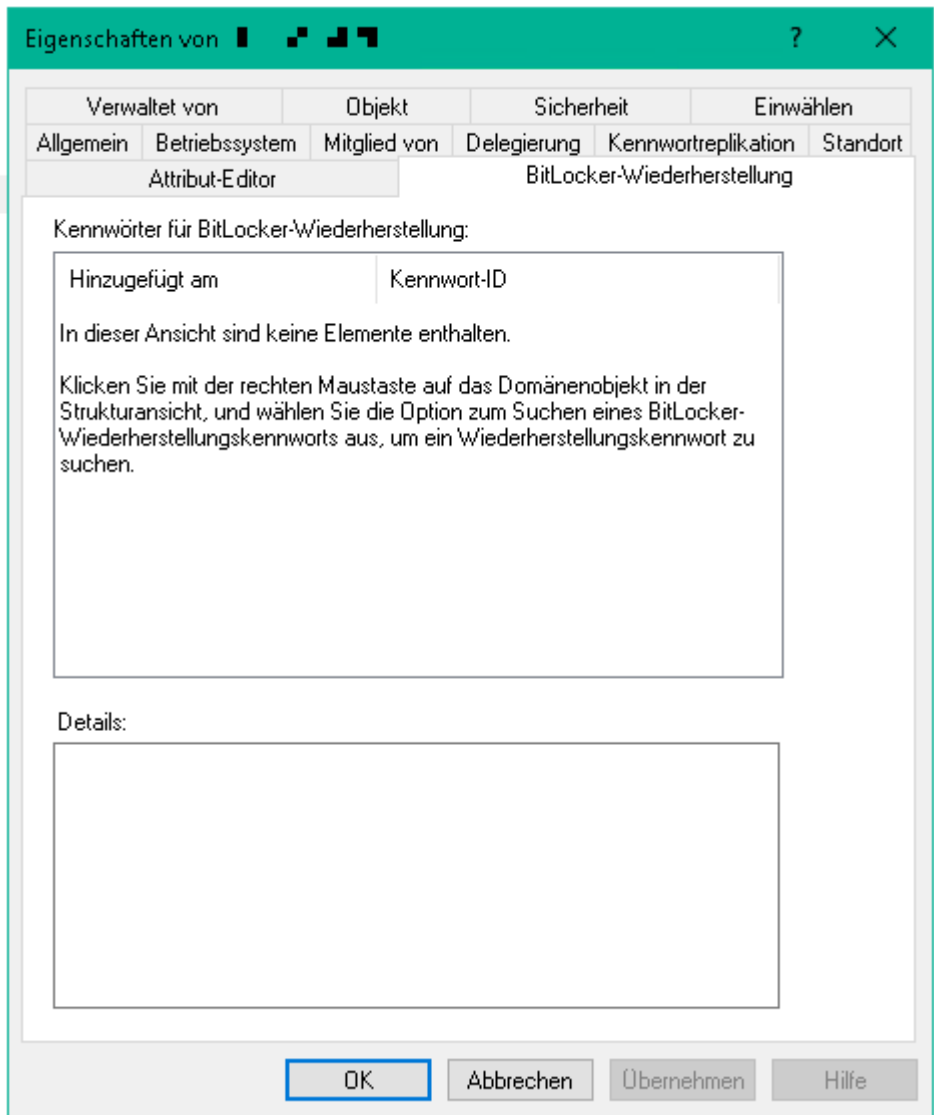 Eigenschaften von
Verwaltet von Objekt Sicherheit Einwählen
Allgemein Betriebssystem Mitglied von Delegierung Kennwortreplikation Standort
Attribut-Editor BitLocker-Wiederherstellung
Kennwörter für BitLocker-Wiederherstellung:
Hinzugefügt am Kennwort-ID
In dieser Ansicht sind keine Elemente enthalten.
Klicken Sie mit der rechten Maustaste auf das Domänenobjekt in der
Strukturansicht, und wählen Sie die Option zum Suchen eines BitLocker-
Wiederherstellungskennworts aus, um ein Wiederherstellungskennwort zu
suchen.
Details:
OK Abbrechen Übernehmen Hilfe